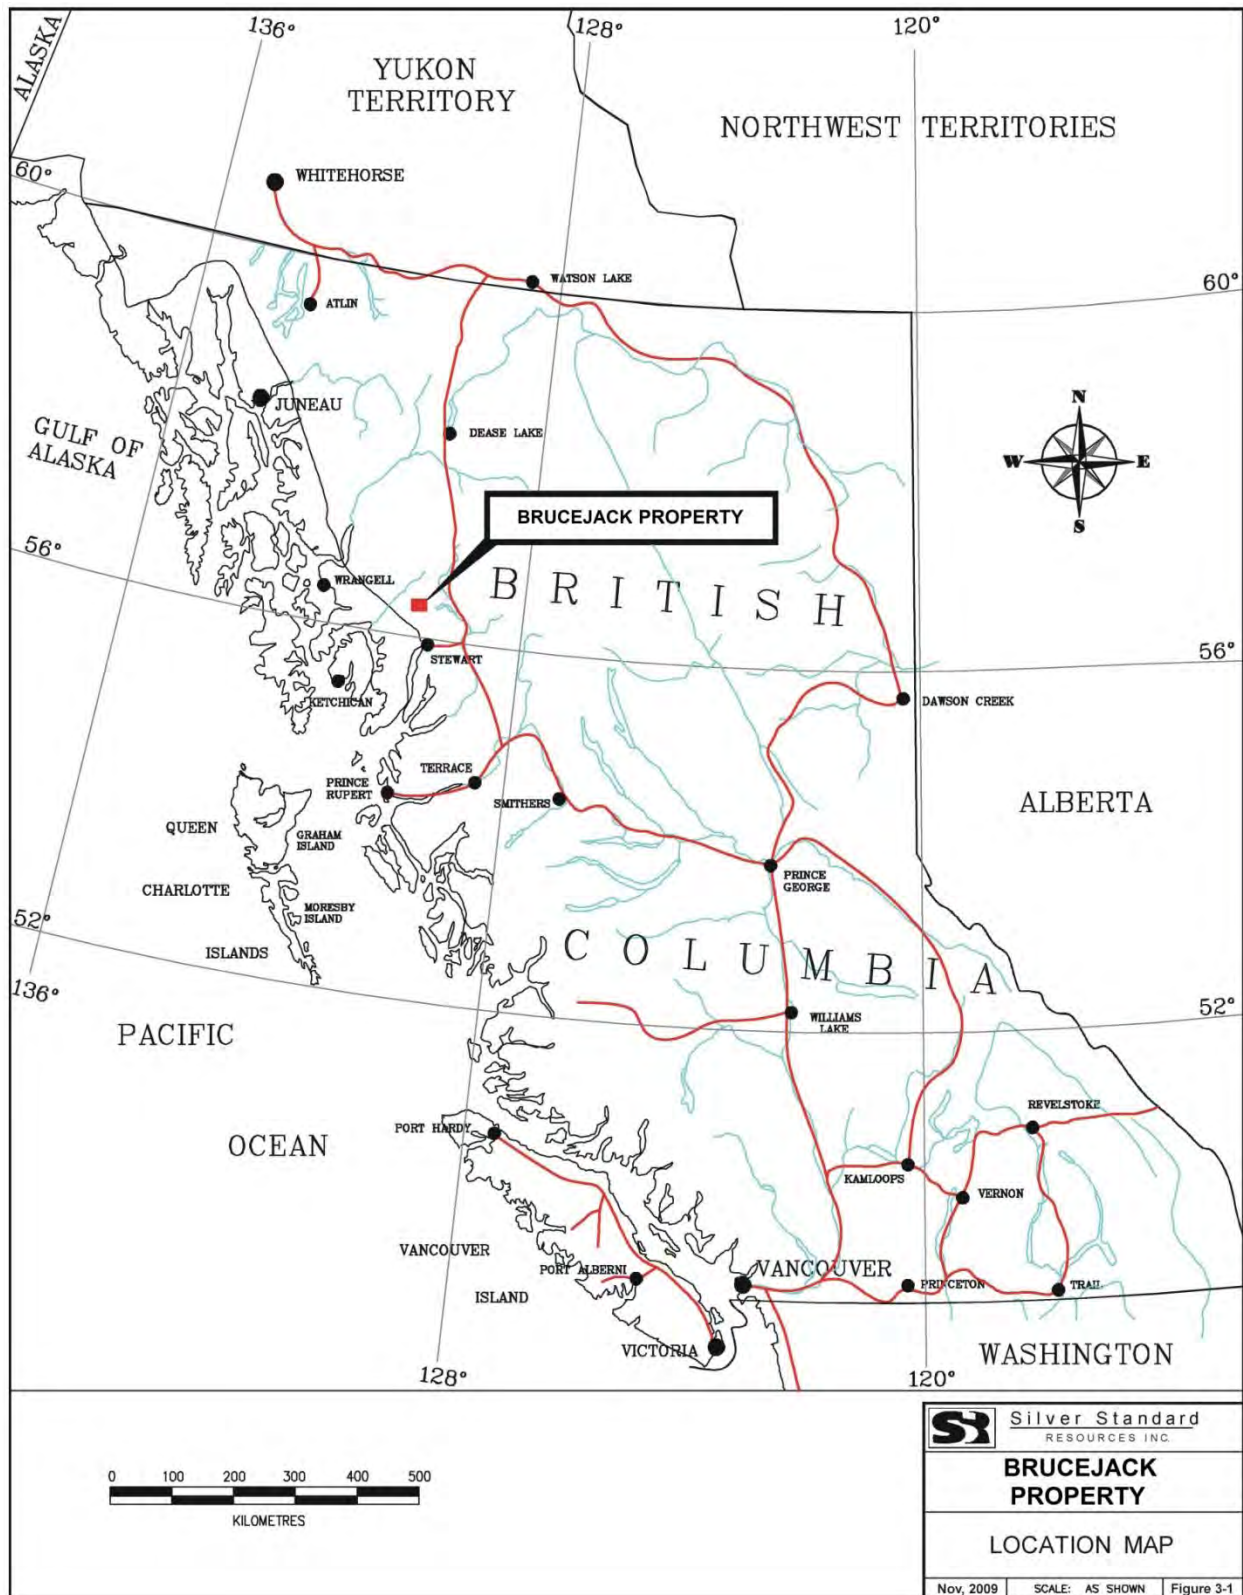 136°
128°
120°
ALASKA
YUKON
TERRITORY
NORTHWEST TERRITORIES
60°
WHITEHORSE
WATSON LAKE
60°
ATLIN
N
W
E
S
JUNEAU
GULF OF
ALASKA
DEASE LAKE
BRUCEJACK PROPERTY
56°
WRANGELL
BRITISH
STEWART
56°
KETCHICAN
DAWSON CREEK
TERRACE
PRINCE
RUPERT
SMITHERS
ALBERTA
QUEEN
GRAHAM
ISLAND
PRINCE
GEORGE
CHARLOTTE
MORESBY
ISLAND
52°
ISLANDS
COLUMBIA
136°
52°
WILLIAMS
LAKE
PACIFIC
REVELSTOKE
PORT HARDY
OCEAN
KAMLOOPS
VERNON
VANCOUVER
PORT ALBERNI
VANCOUVER
ISLAND
PRINCETON
TRAIL
VICTORIA
WASHINGTON
128°
120°
0 100 200 300 400 500
KILOMETRES
SR
Silver Standard
RESOURCES INC.
BRUCEJACK
PROPERTY
LOCATION MAP
Nov, 2009 SCALE: AS SHOWN Figure 3-1